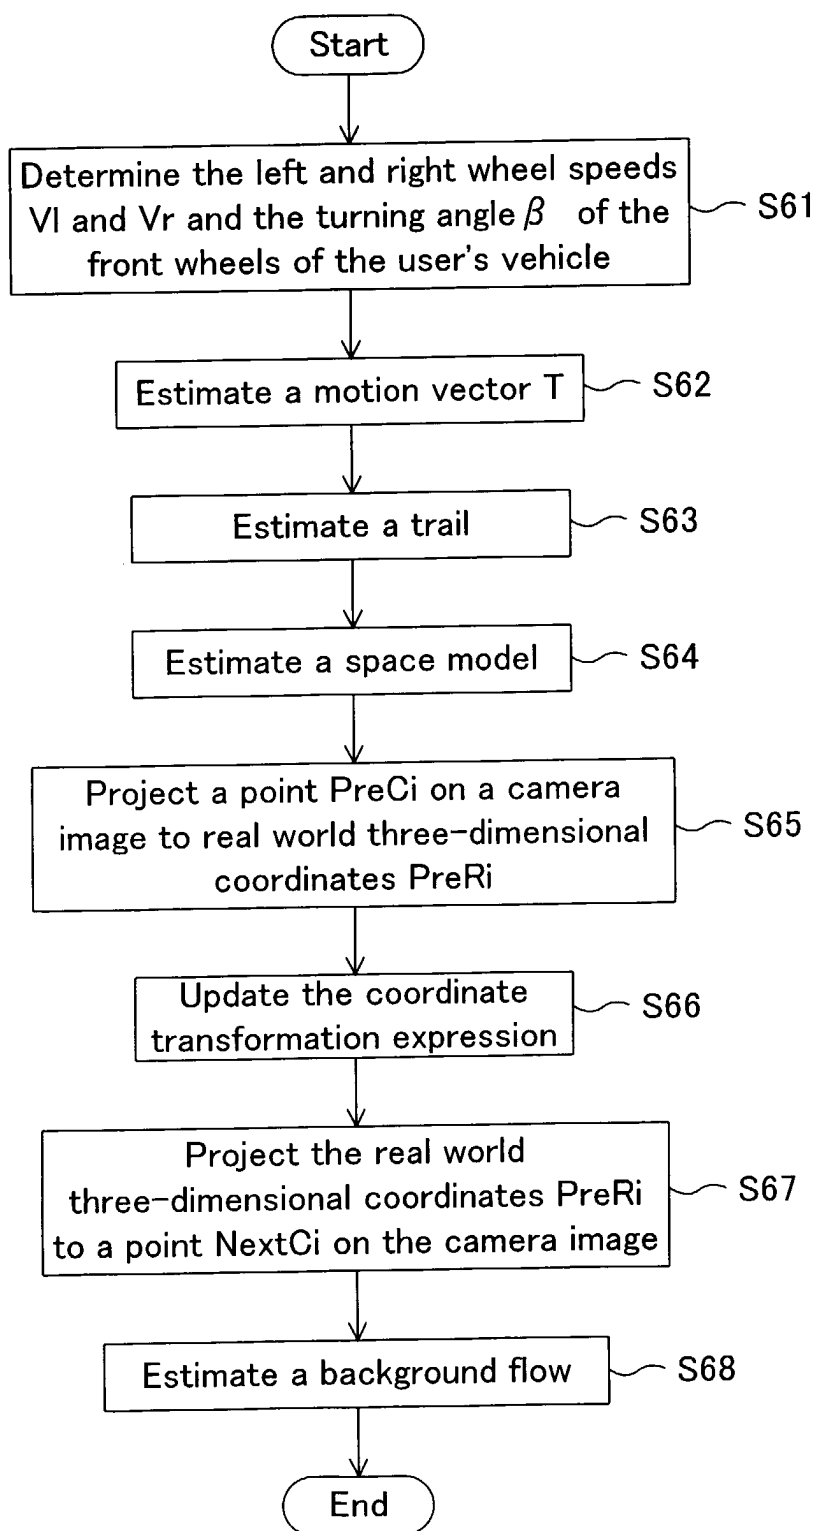 Start
Determine the left and right wheel speeds
Vl and Vr and the turning angle β of the
front wheels of the user's vehicle
S61
Estimate a motion vector T
S62
Estimate a trail
S63
Estimate a space model
S64
Project a point PreCi on a camera
image to real world three-dimensional
coordinates PreRi
S65
Update the coordinate
transformation expression
S66
Project the real world
three-dimensional coordinates PreRi
to a point NextCi on the camera image
S67
Estimate a background flow
S68
End